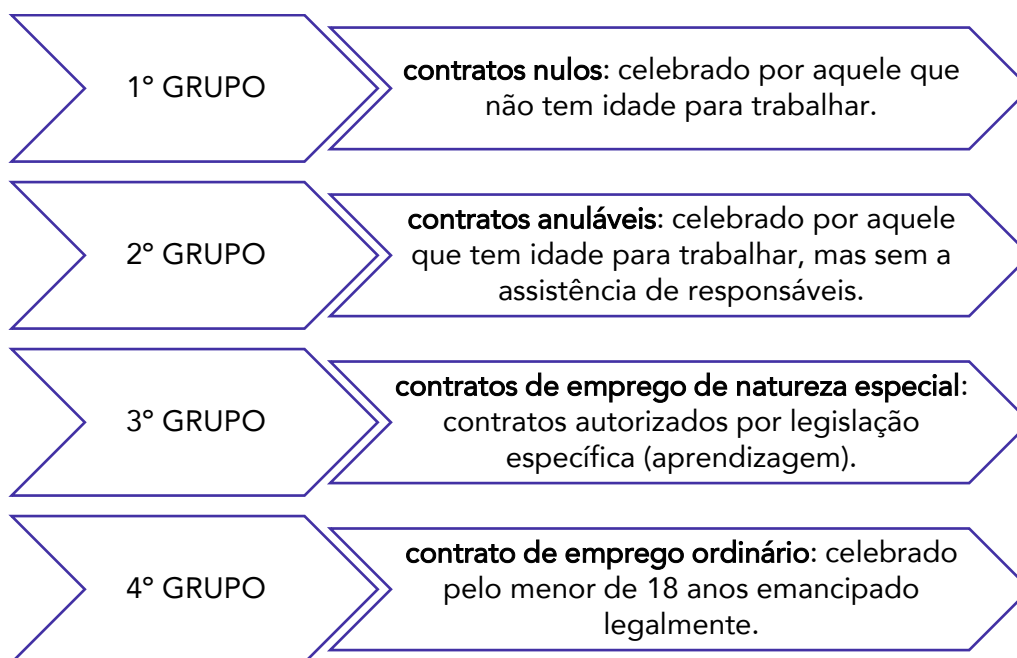 1º GRUPO
contratos nulos: celebrado por aquele que
não tem idade para trabalhar.
2º GRUPO
contratos anuláveis: celebrado por aquele
que tem idade para trabalhar, mas sem a
assistência de responsáveis.
3º GRUPO
contratos de emprego de natureza especial:
contratos autorizados por legislação
específica (aprendizagem).
4º GRUPO
contrato de emprego ordinário: celebrado
pelo menor de 18 anos emancipado
legalmente.